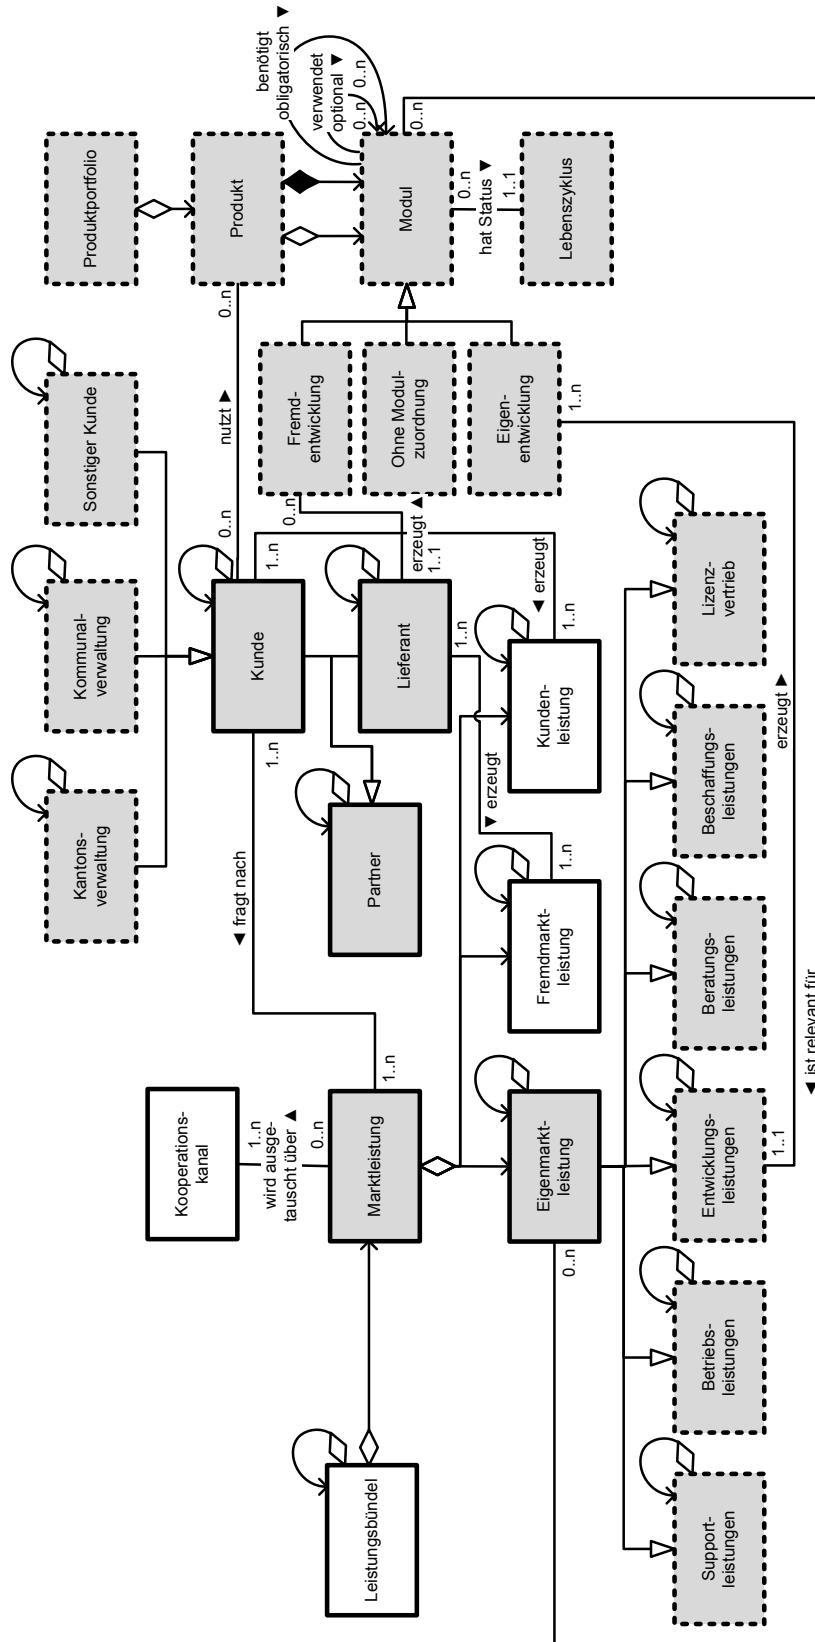 Kantons-
verwaltung
Kommunal-
verwaltung
Sonstiger Kunde
Produktportfolio
Kooperations-
kanal
1..n
wird ausge-
tauscht über ▲
0..n
◀ fragt nach
1..n
Kunde
0..n
nutzt ▶
0..n
Produkt
1..n
benötigt
obligatorisch ▼
verwendet
optional ▼
0..n
0..n
Leistungsbündel
Marktleistung
1..n
Partner
Lieferant
erzeugt ▲
1..1
0..n
1..n
Fremd-
entwicklung
Ohne Modul-
zuordnung
Eigen-
entwicklung
1..n
Modul
0..n
0..n
hat Status ▼
1..1
Lebenszyklus
▼ erzeugt
◀ erzeugt
Eigenmarkt-
leistung
0..n
Fremdmarkt-
leistung
1..n
Kunden-
leistung
1..n
Support-
leistungen
Betriebs-
leistungen
Entwicklungs-
leistungen
1..1
Beratungs-
leistungen
Beschaffungs-
leistungen
Lizenz-
vertrieb
erzeugt ▶
◀ ist relevant für